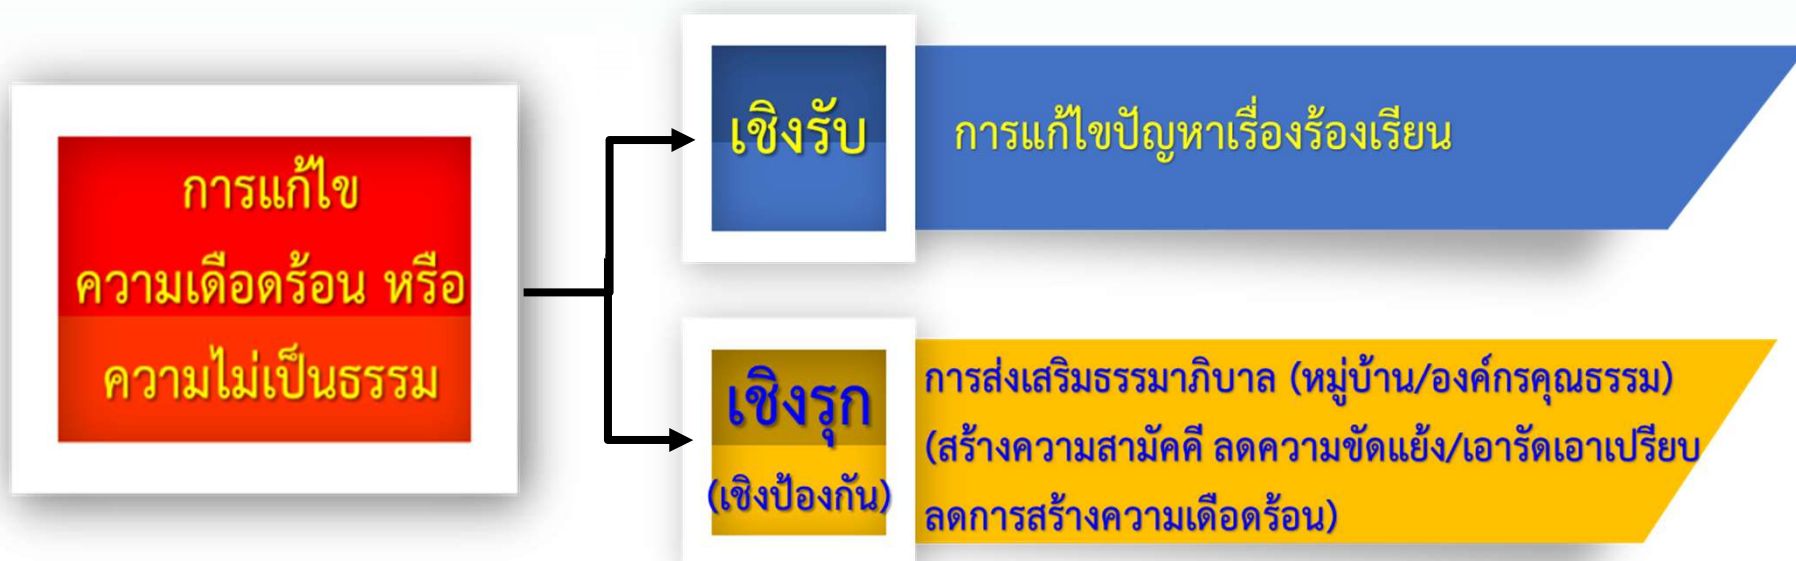 การแก้ไข
ความเดือดร้อน หรือ
ความไม่เป็นธรรม
เชิงรับ
การแก้ไขปัญหาเรื่องร้องเรียน
เชิงรุก
(เชิงป้องกัน)
การส่งเสริมธรรมาภิบาล (หมู่บ้าน/องค์กรคุณธรรม)
(สร้างความสามัคคี ลดความขัดแย้ง/เอารัดเอาเปรียบ
ลดการสร้างความเดือดร้อน)